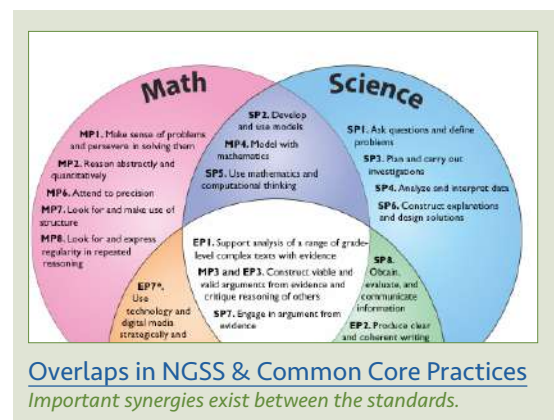 Math
Science
MP1. Make sense of problems
and persevere in solving them
MP2. Reason abstractly and
quantitatively
MP6. Attend to precision
MP7. Look for and make use of
structure
MP8. Look for and express
regularity in repeated
reasoning
SP2. Develop
and use models
MP4. Model with
mathematics
SP5. Use mathematics and
computational thinking
SP1. Ask questions and define
problems
SP3. Plan and carry out
investigations
SP4. Analyze and interpret data
SP6. Construct explanations
and design solutions
EP1. Support analysis of a range of grade-
level complex texts with evidence
MP3 and EP3. Construct viable and
valid arguments from evidence and
critique reasoning of others
SP7. Engage in argument from
evidence
EP7*.
Use
technology and
digital media
strategically and
SP8.
Obtain,
evaluate, and
communicate
information
EP2. Produce clear
and coherent writing
Overlaps in NGSS & Common Core Practices
Important synergies exist between the standards.